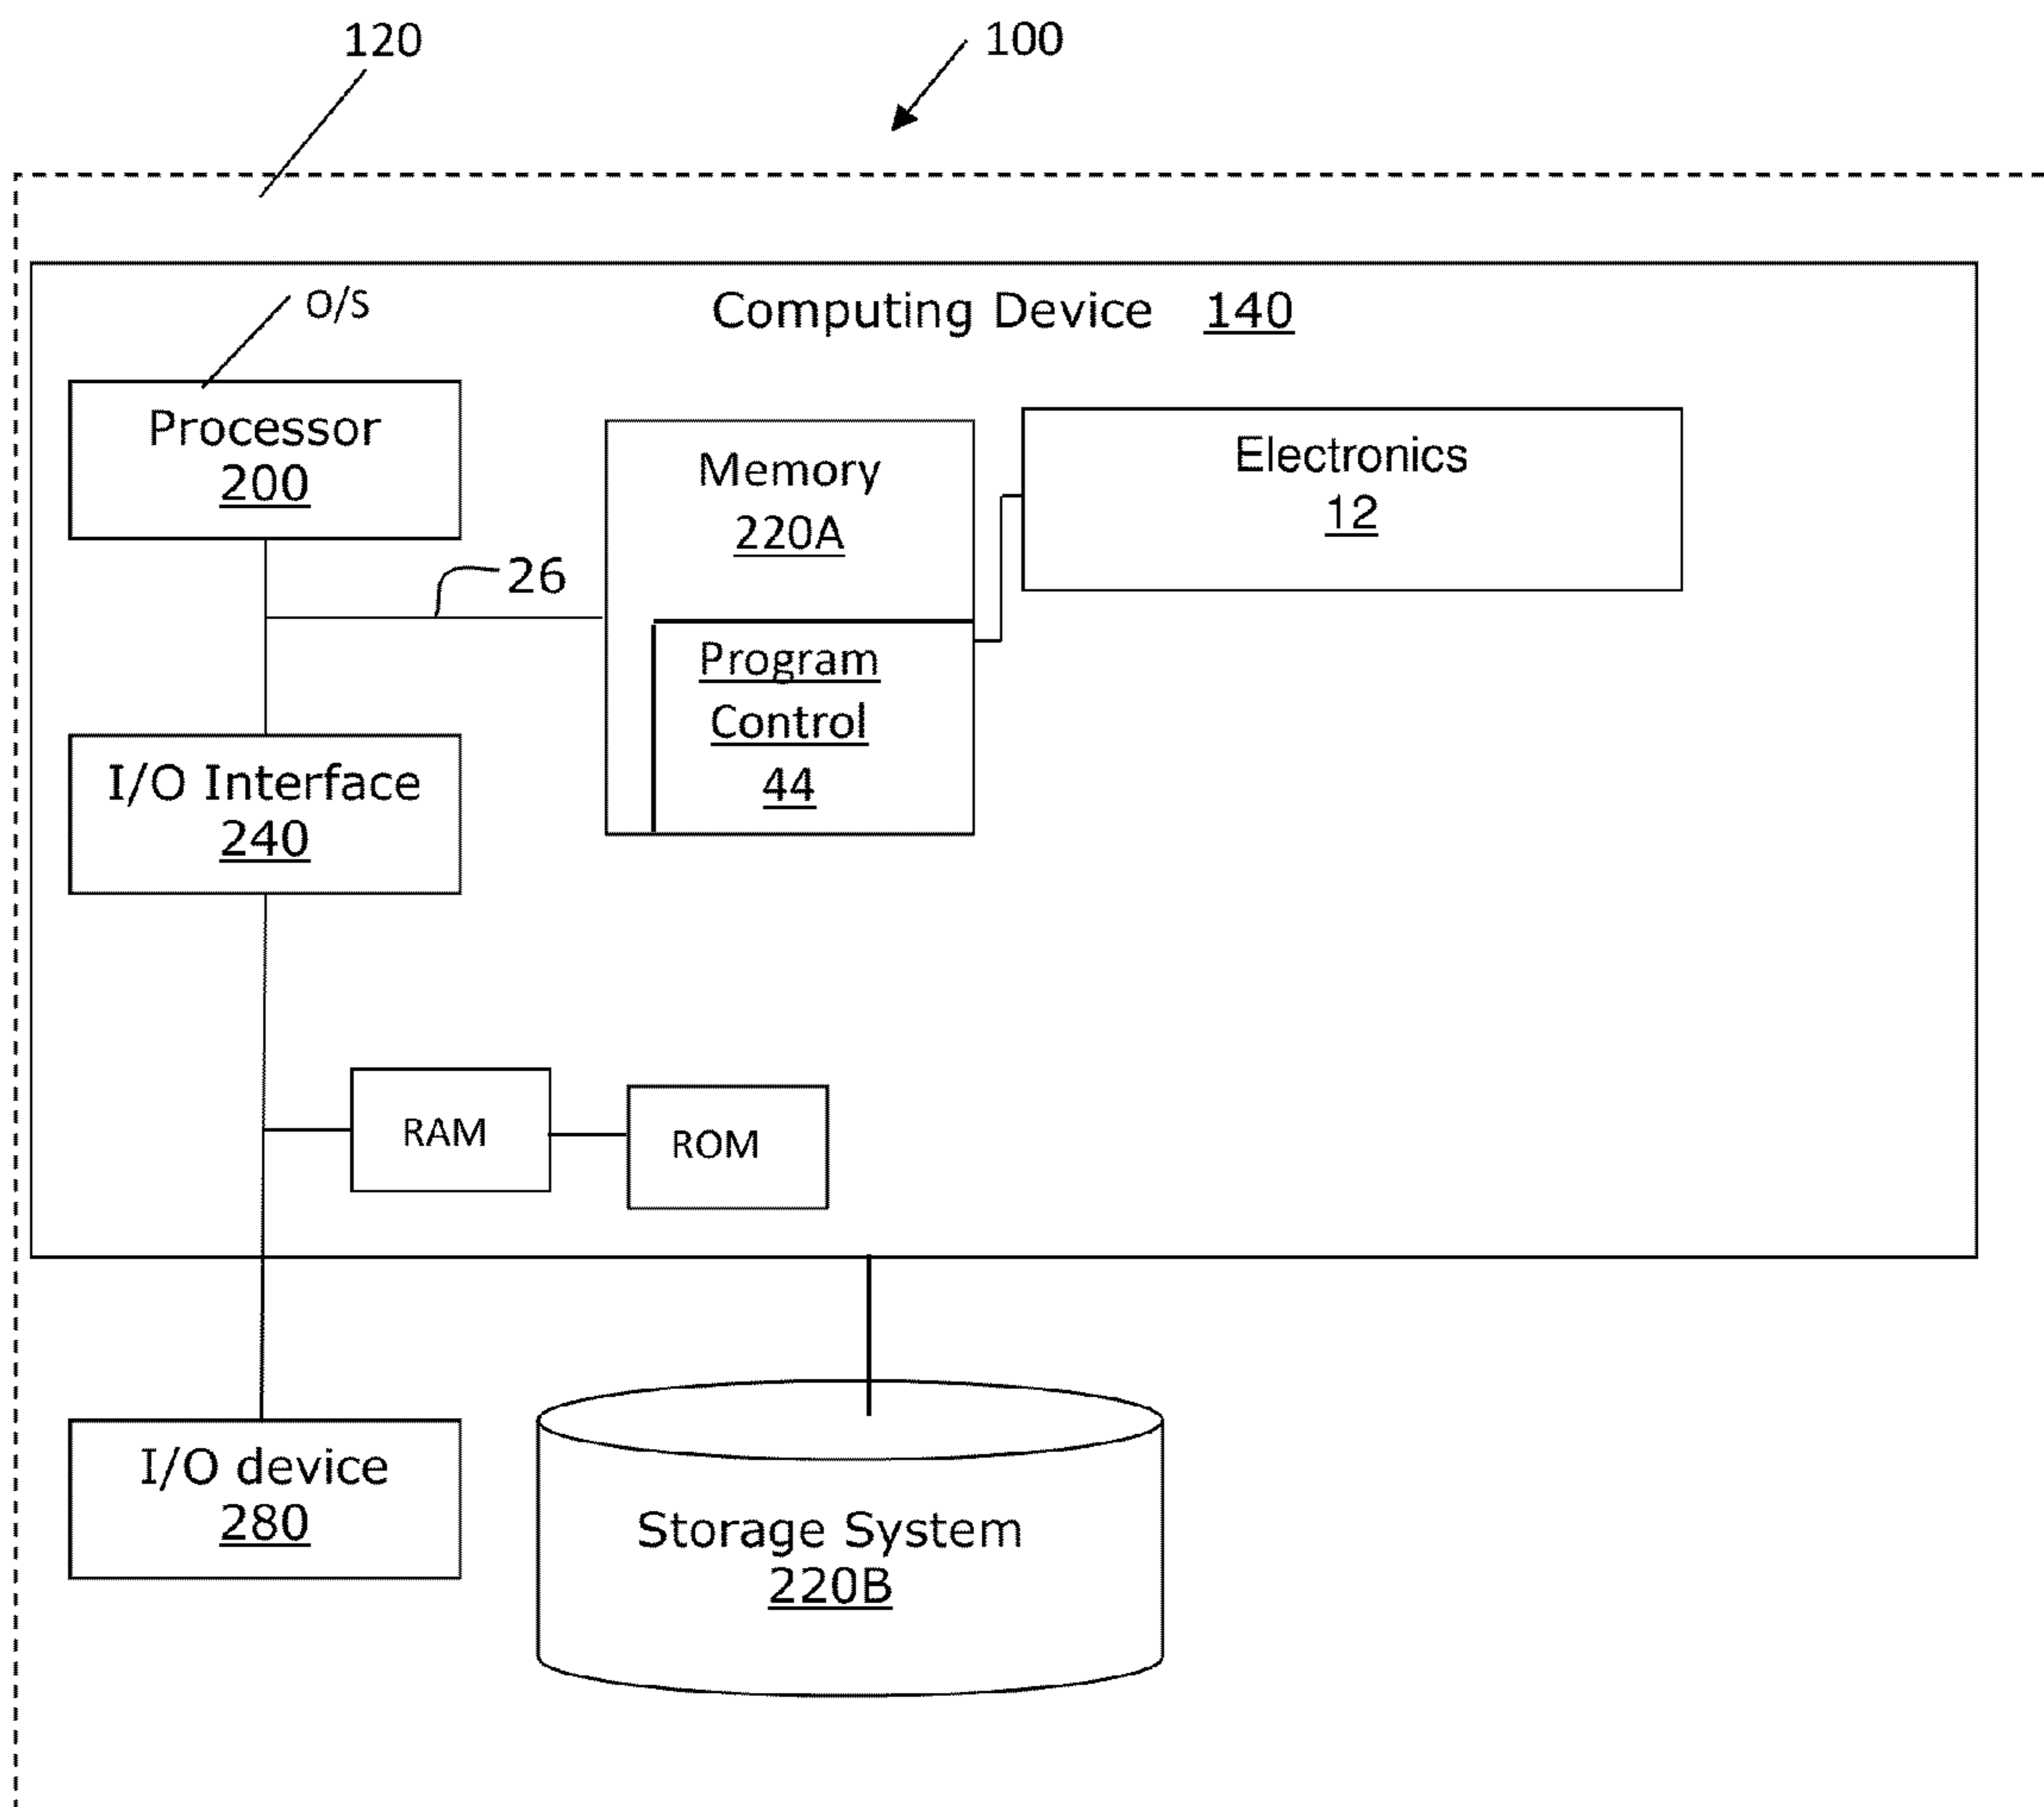 120
100
O/S
Computing Device 140
Processor
200
Memory
220A
Electronics
12
26
Program
Control
44
I/O Interface
240
RAM
ROM
I/O device
280
Storage System
220B